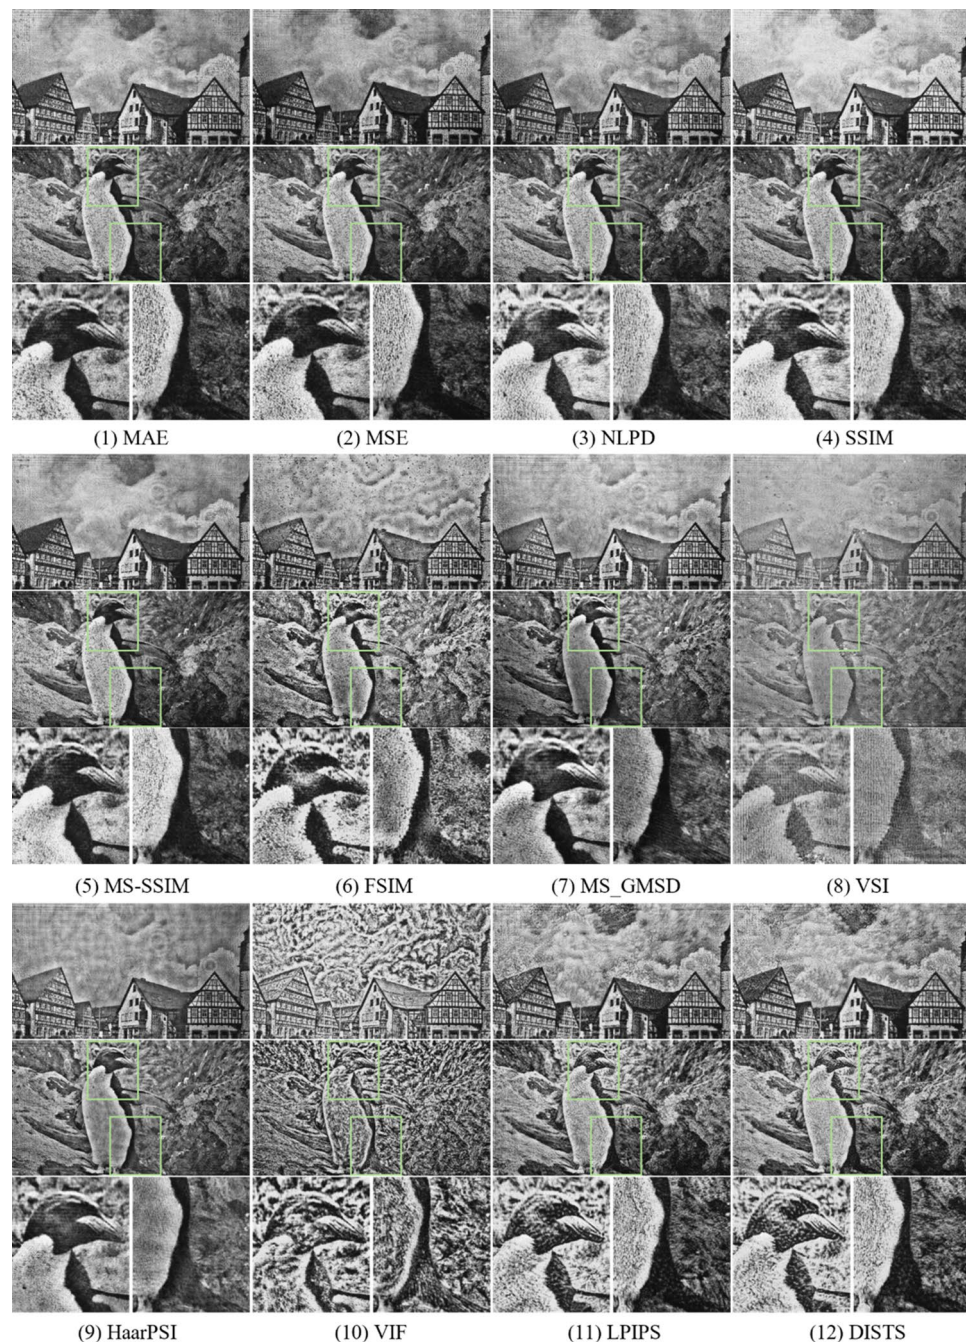 (1) MAE (2) MSE (3) NLPD (4) SSIM
(5) MS-SSIM (6) FSIM (7) MS_GMSD (8) VSI
(9) HaarPSI (10) VIF (11) LPIPS (12) DISTS